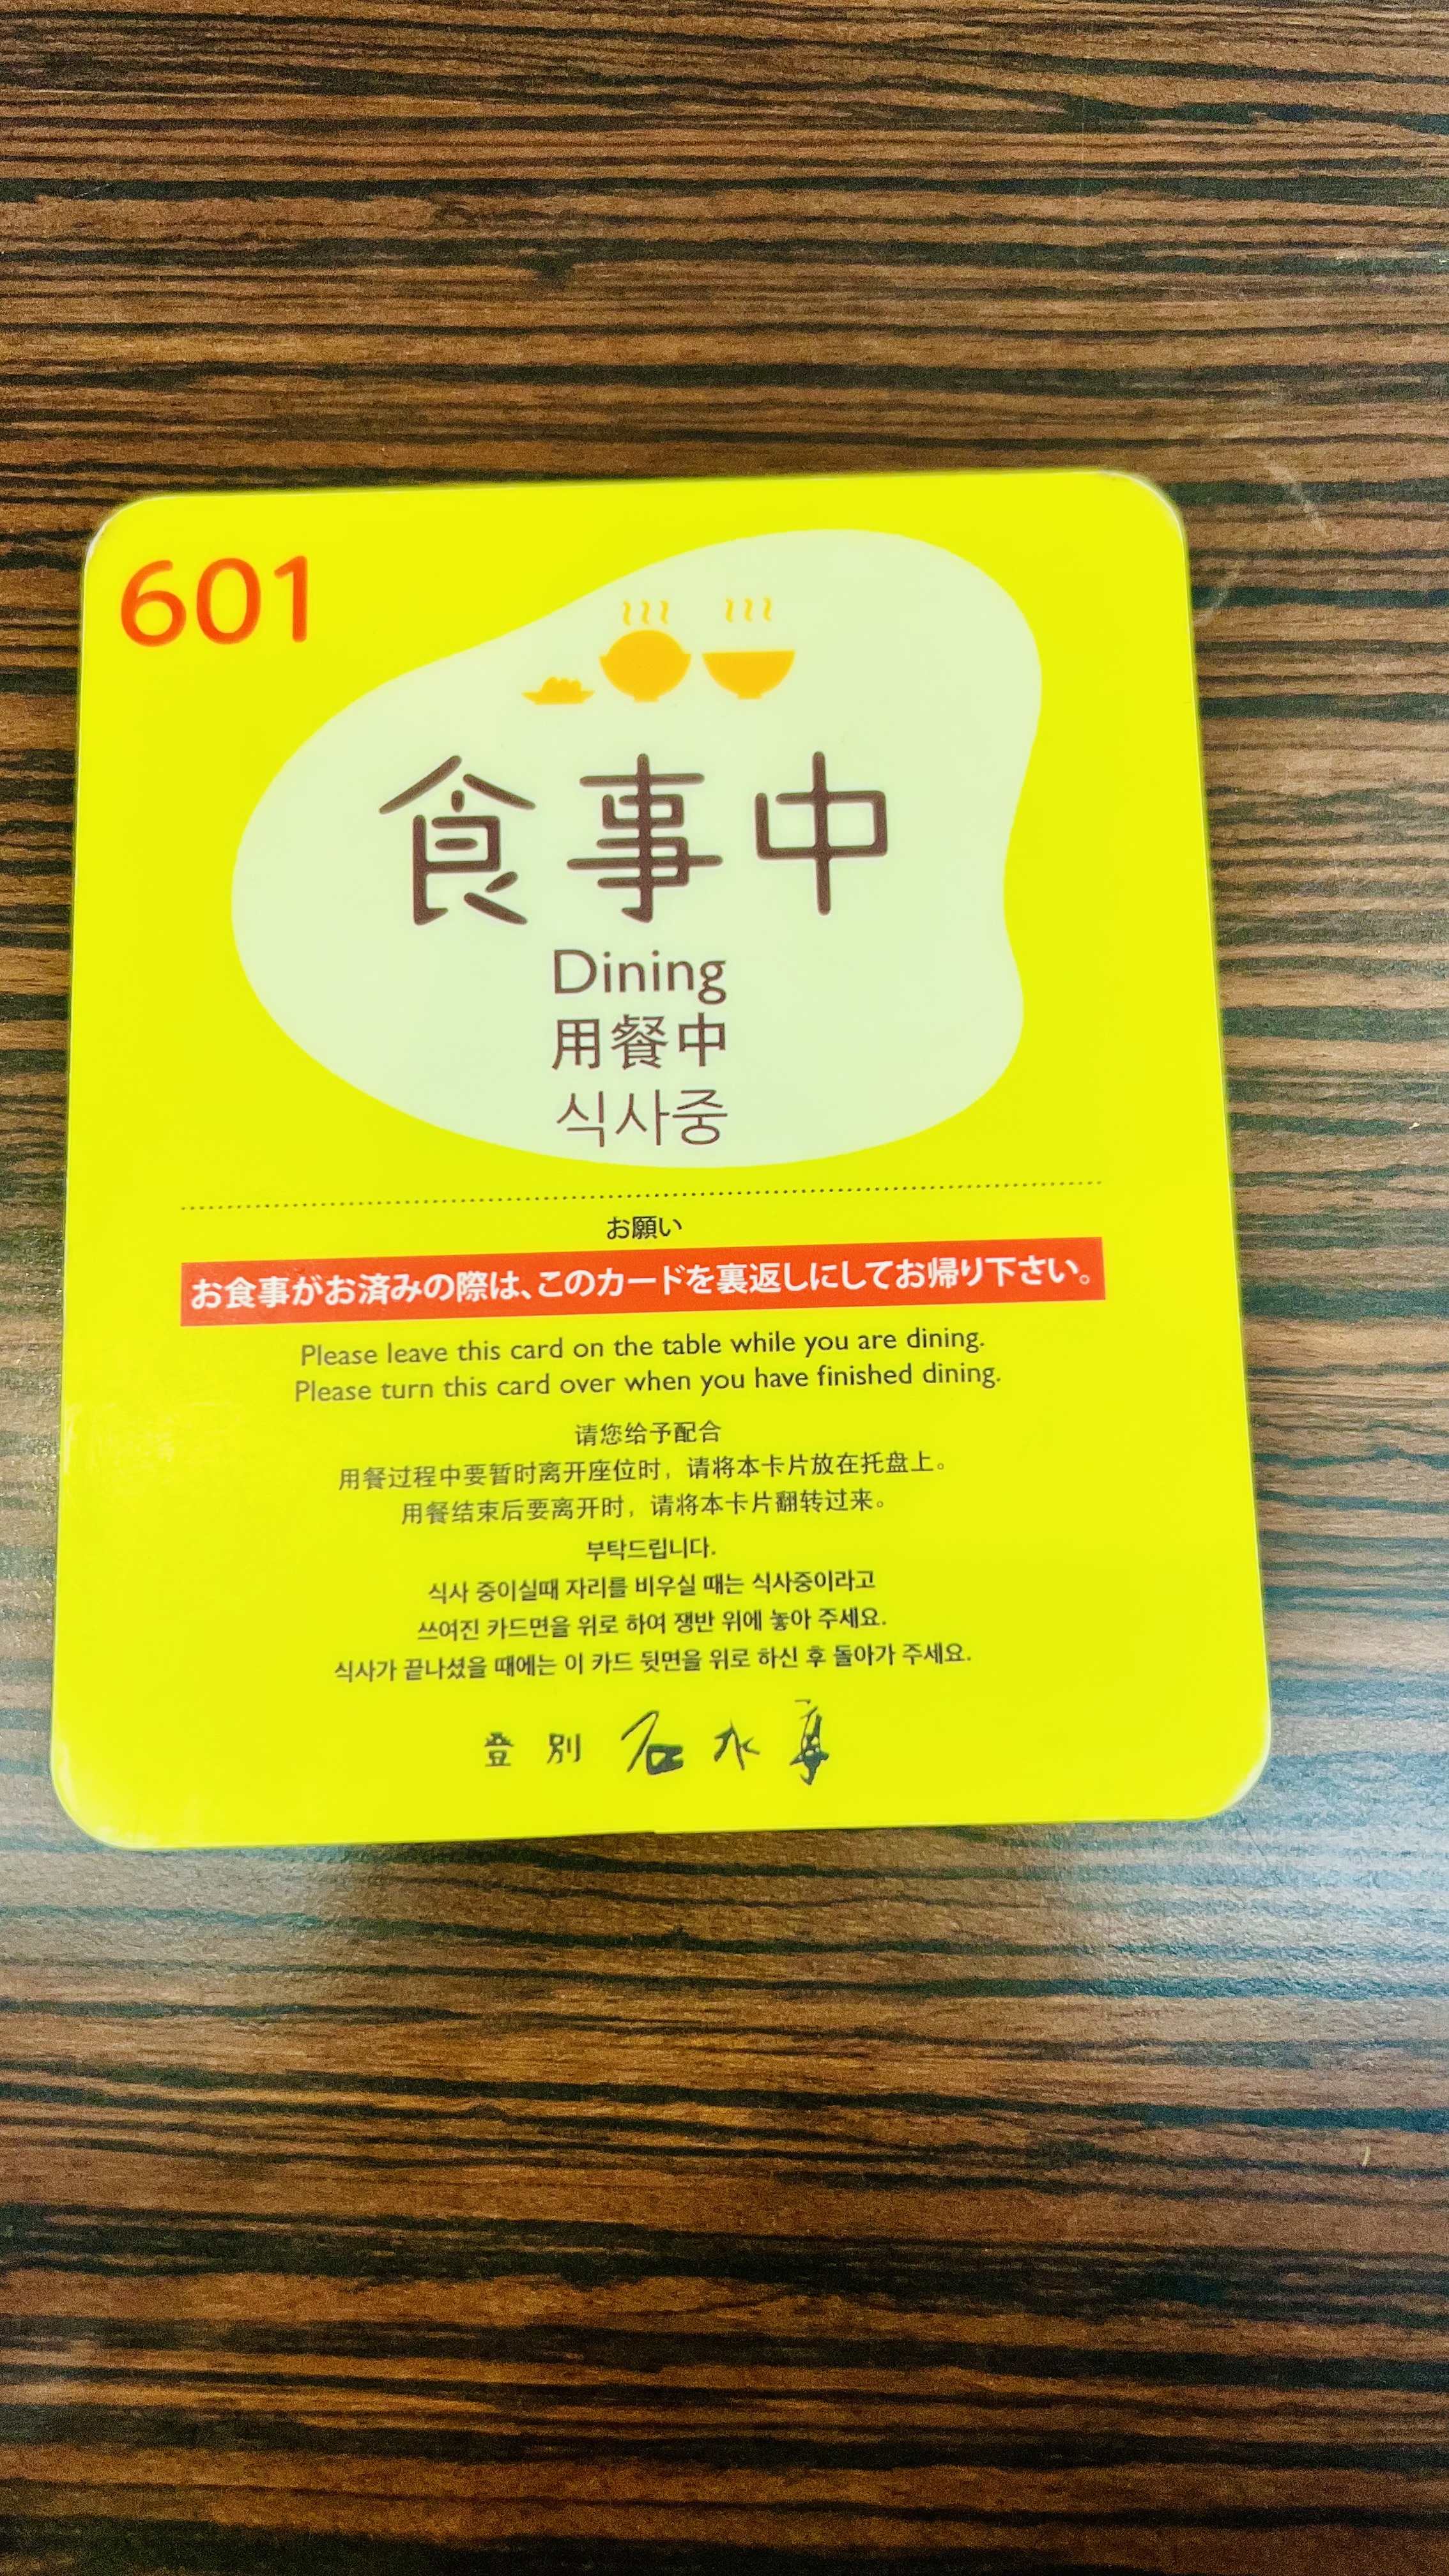 601
食事中
Dining
用餐中
식사중
お願い
お食事がお済みの際は、このカードを裏返しにしてお帰り下さい。
Please leave this card on the table while you are dining.
Please turn this card over when you have finished dining.
请您给予配合
用餐过程中要暂时离开座位时，请将本卡片放在托盘上。
用餐结束后要离开时，请将本卡片翻转过来。
부탁드립니다.
식사 중이실때 자리를 비우실 때는 식사중이라고
쓰여진 카드면을 위로 하여 쟁반 위에 놓아 주세요.
식사가 끝나셨을 때에는 이 카드 뒷면을 위로 하신 후 돌아가 주세요.
登別 石水亭